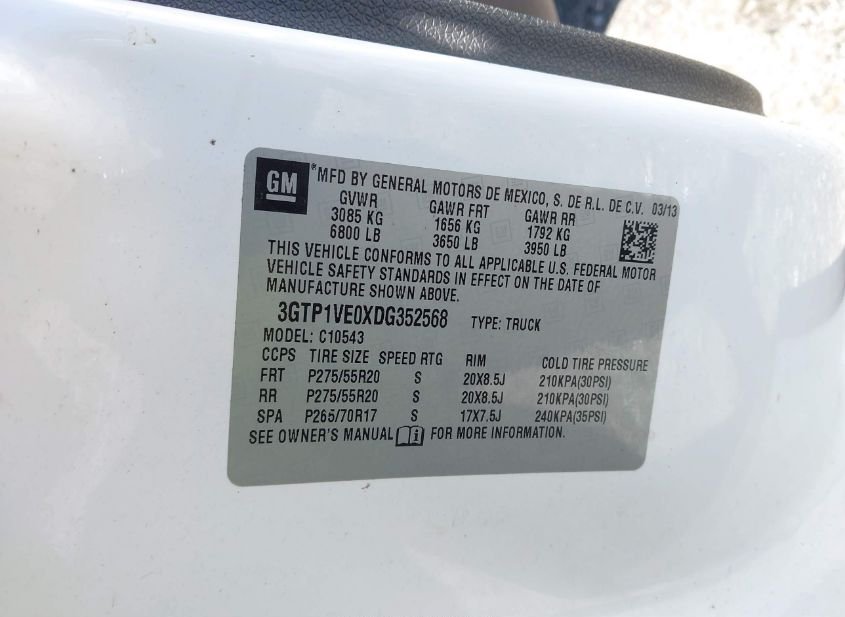 GM *MFD BY GENERAL MOTORS DE MEXICO, S. DE R.L. DE C.V. 03/13
GVWR GAWR FRT GAWR RR
3085 KG 1656 KG 1792 KG
6800 LB 3650 LB 3950 LB
THIS VEHICLE CONFORMS TO ALL APPLICABLE U.S. FEDERAL MOTOR
VEHICLE SAFETY STANDARDS IN EFFECT ON THE DATE OF
MANUFACTURE SHOWN ABOVE.
3GTP1VE0XDG352568 TYPE: TRUCK
MODEL: C10543
CCPS TIRE SIZE SPEED RTG RIM COLD TIRE PRESSURE
FRT P275/55R20 S 20X8.5J 210KPA(30PSI)
RR P275/55R20 S 20X8.5J 210KPA(30PSI)
SPA P265/70R17 S 17X7.5J 240KPA(35PSI)
SEE OWNER'S MANUAL FOR MORE INFORMATION.